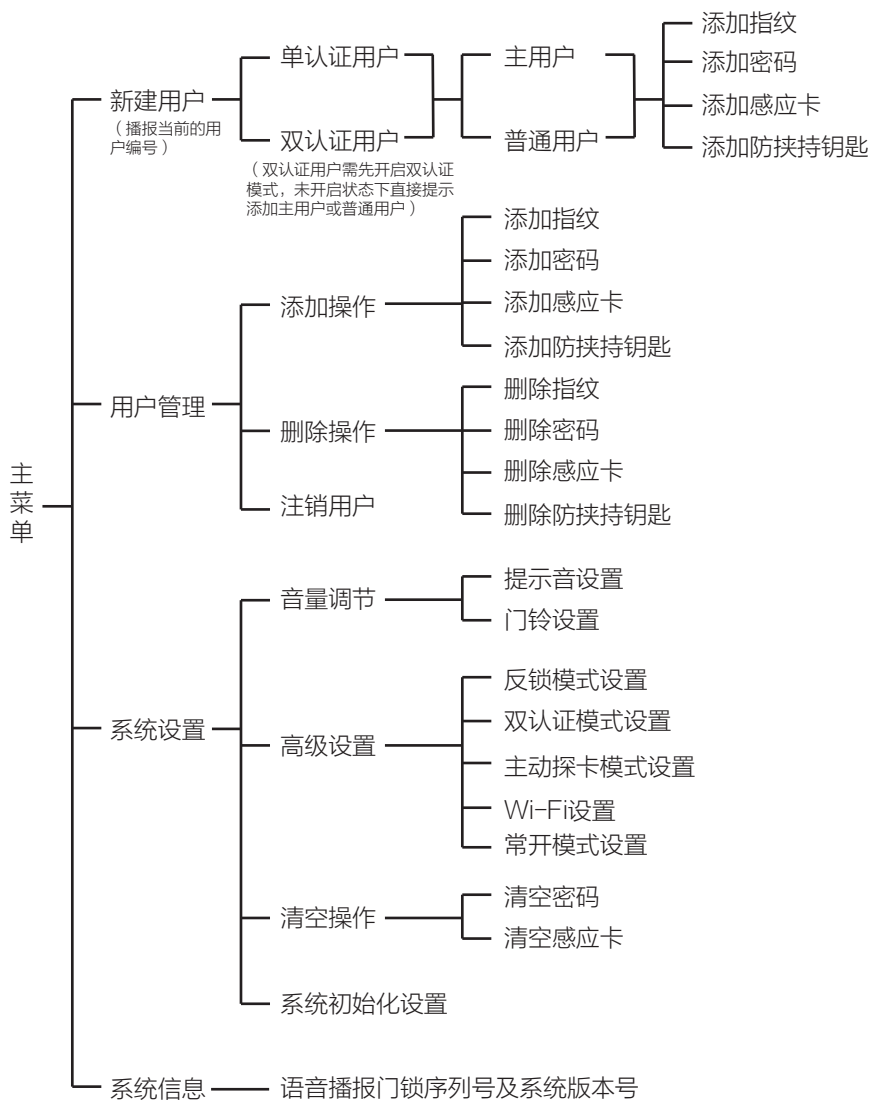 主菜单
新建用户
（播报当前的用
户编号）
单认证用户
双认证用户
（双认证用户需先开启双认证
模式，未开启状态下直接提示
添加主用户或普通用户）
主用户
普通用户
添加指纹
添加密码
添加感应卡
添加防挟持钥匙
用户管理
添加操作
添加指纹
添加密码
添加感应卡
添加防挟持钥匙
删除操作
删除指纹
删除密码
删除感应卡
删除防挟持钥匙
注销用户
系统设置
音量调节
提示音设置
门铃设置
高级设置
反锁模式设置
双认证模式设置
主动探卡模式设置
Wi-Fi设置
常开模式设置
清空操作
清空密码
清空感应卡
系统初始化设置
系统信息
语音播报门锁序列号及系统版本号